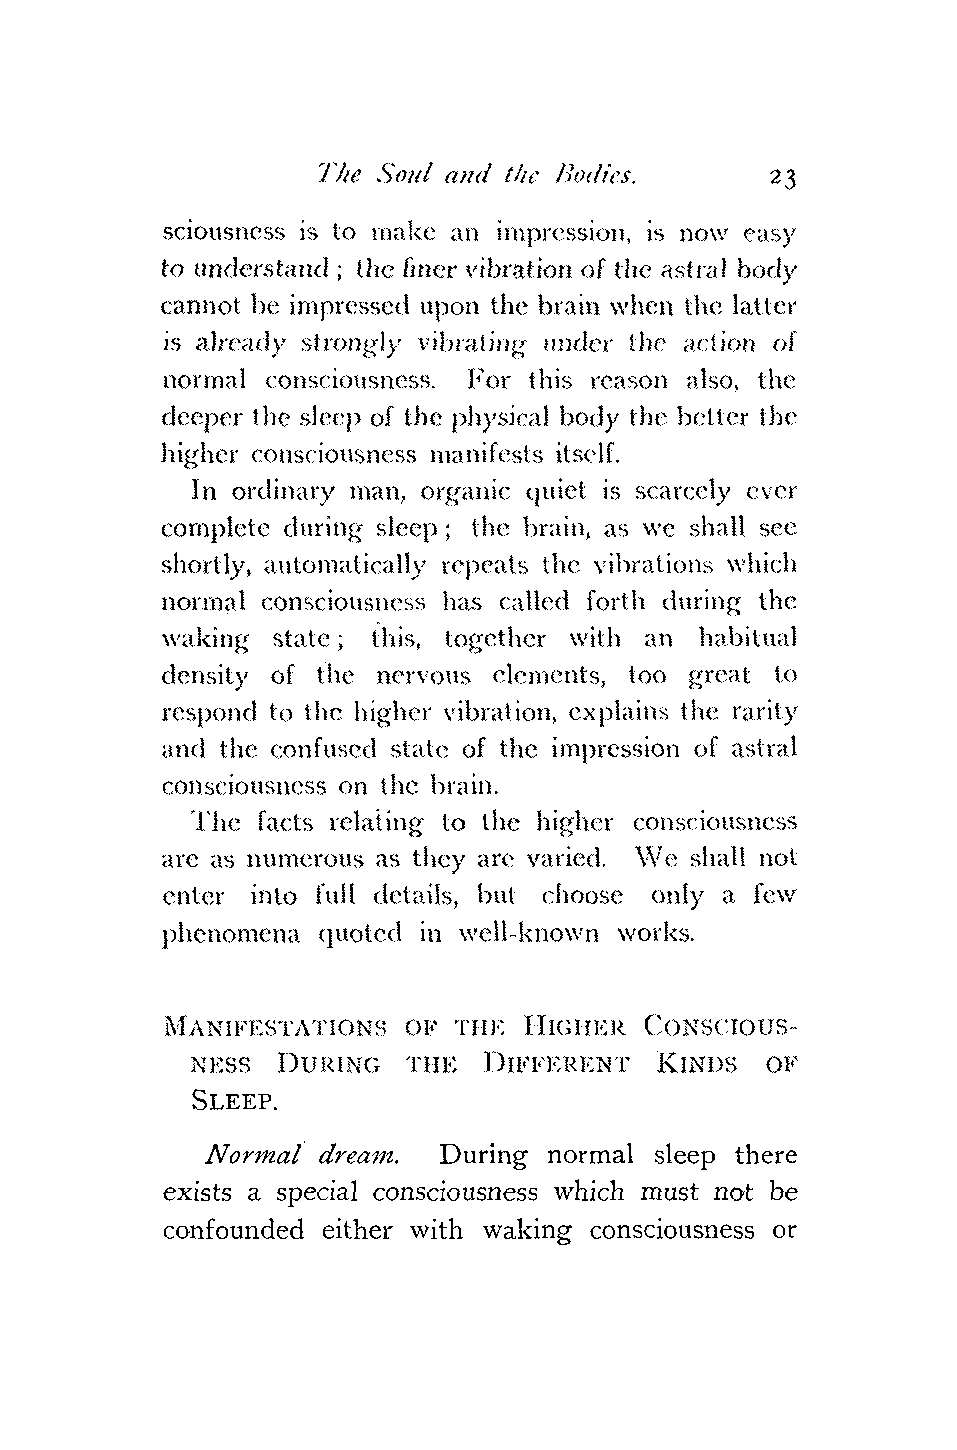 The Soul and the Bodies. 23
sciousness is to make an impression, is now easy
to understand ; the finer vibration of the astral body
cannot be impressed upon the brain when the latter
is already strongly vibrating under the action of
normal consciousness. For this reason also, the
deeper the sleep of the physical body the better the
higher consciousness manifests itself.
In ordinary man, organic quiet is scarcely ever
complete during sleep ; the brain, as we shall see
shortly, automatically repeats the vibrations which
normal consciousness has called forth during the
waking state ; this, together with an habitual
density of the nervous elements, too great to
respond to the higher vibration, explains the rarity
and the confused state of the impression of astral
consciousness on the brain.
The facts relating to the higher consciousness
are as numerous as they are varied. We shall not
enter into full details, but choose only a few
phenomena quoted in well-known works.
MANIFESTATIONS OF THE HIGHER CONSCIOUS-
NESS DURING THE DIFFERENT KINDS OF
SLEEP.
Normal dream. During normal sleep there
exists a special consciousness which must not be
confounded either with waking consciousness or